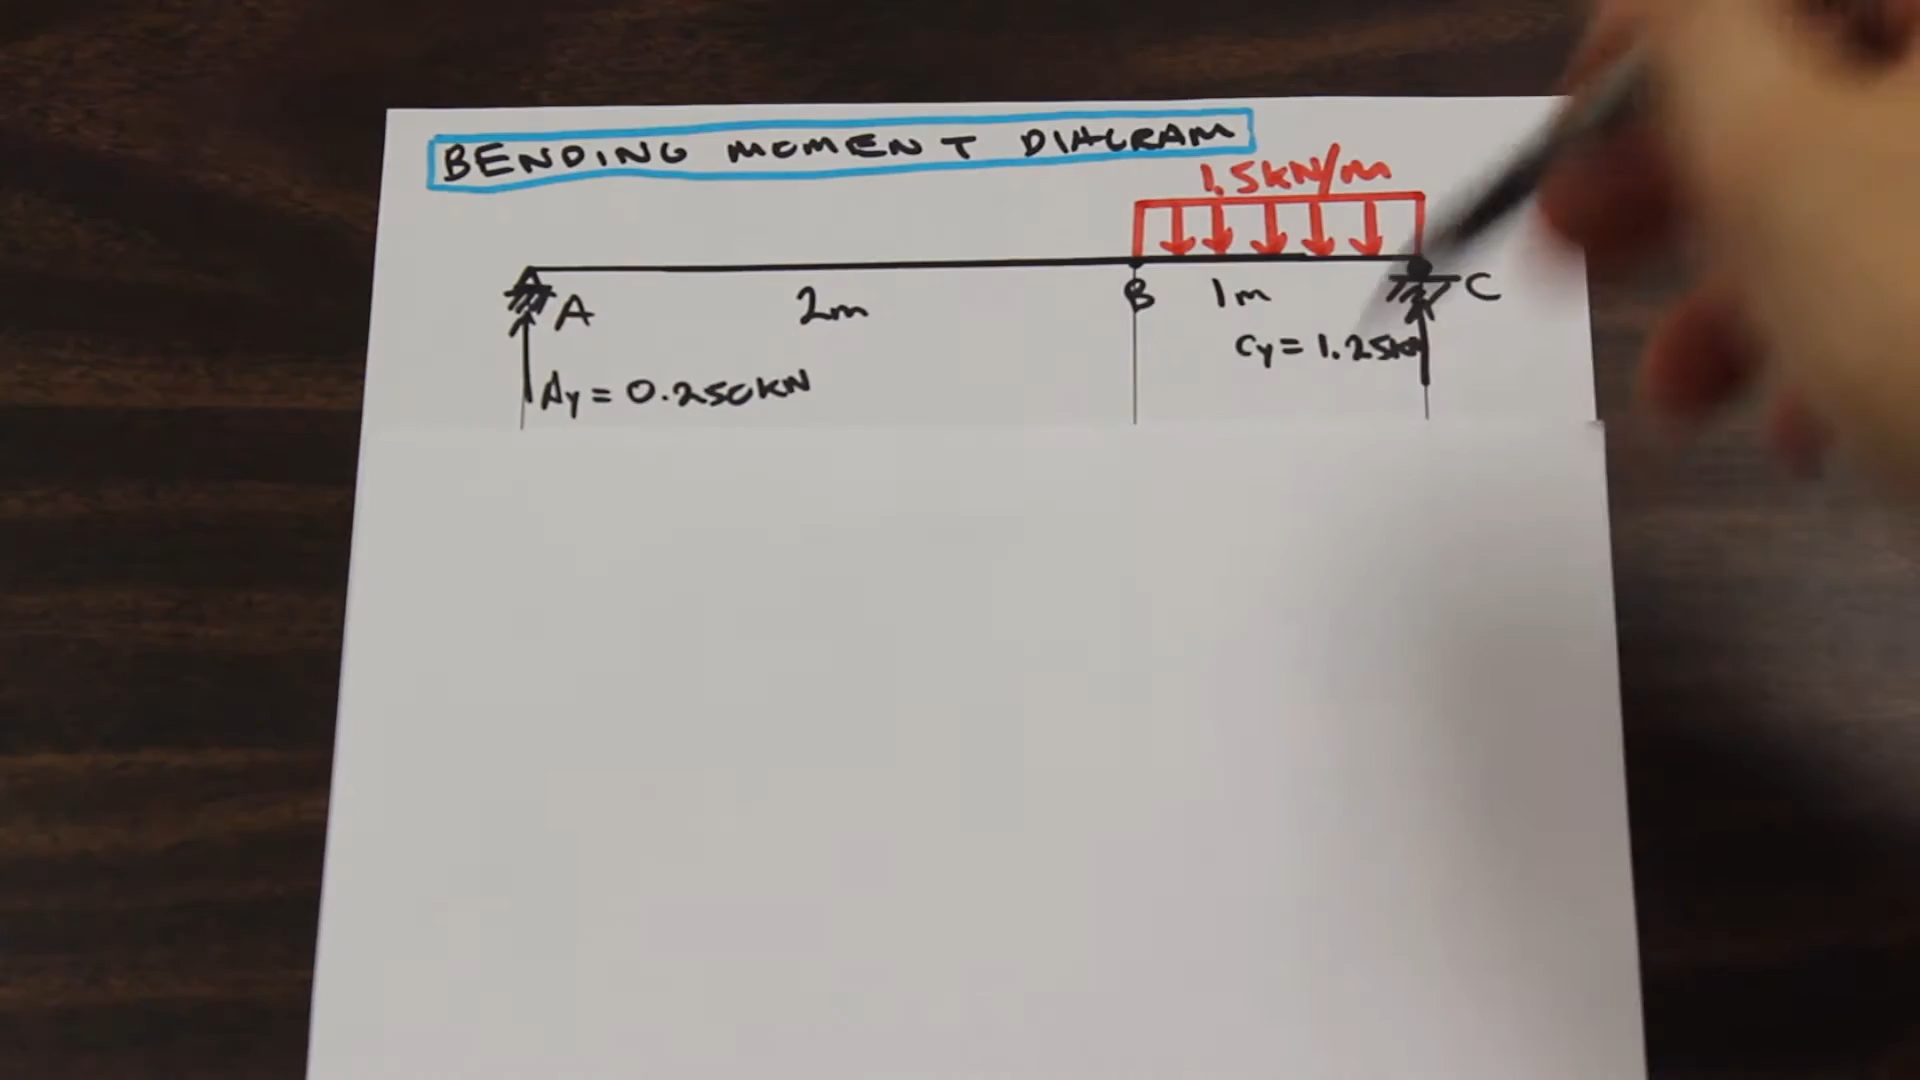 BENDING MOMENT DIAGRAM
1.5kN/m
A
2m
B
1m
C
Cy = 1.25kN
Ay = 0.250kN